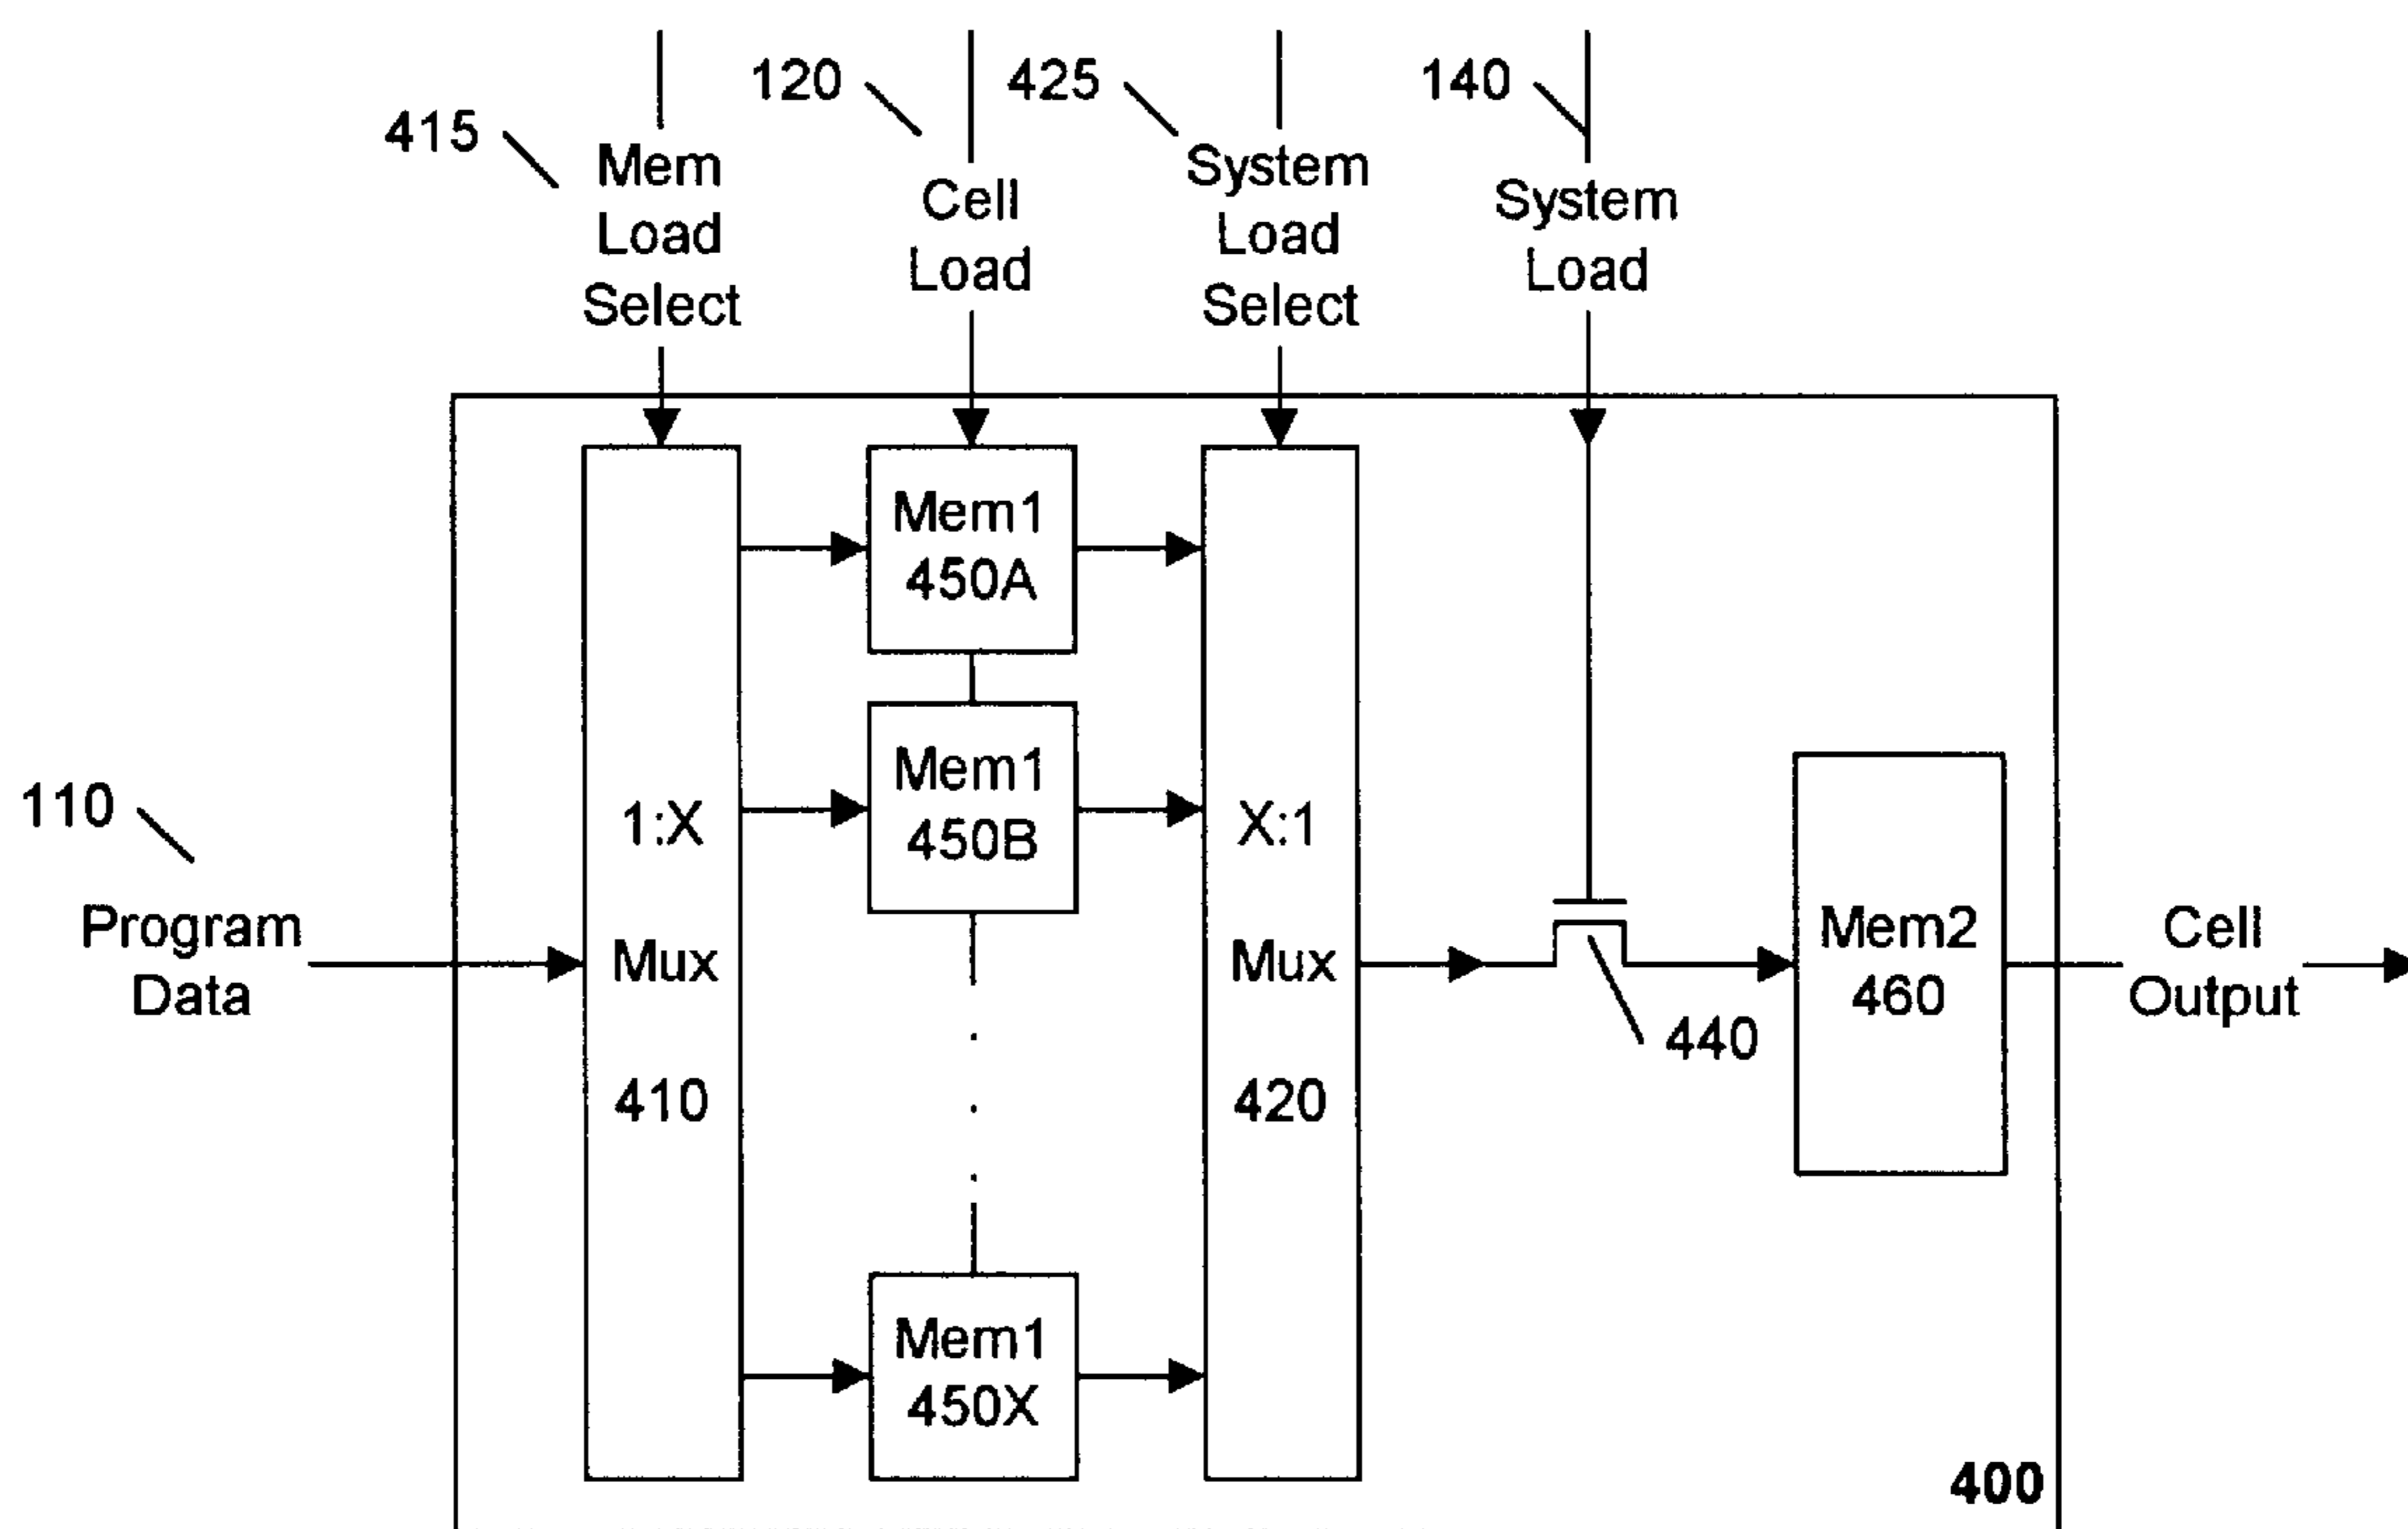 120
425
140
415
Mem
Load
Select
Cell
Load
System
Load
Select
System
Load
Mem1
450A
Mem1
450B
110
Program
Data
1:X
Mux
410
X:1
Mux
420
Mem2
460
Cell
Output
440
Mem1
450X
400